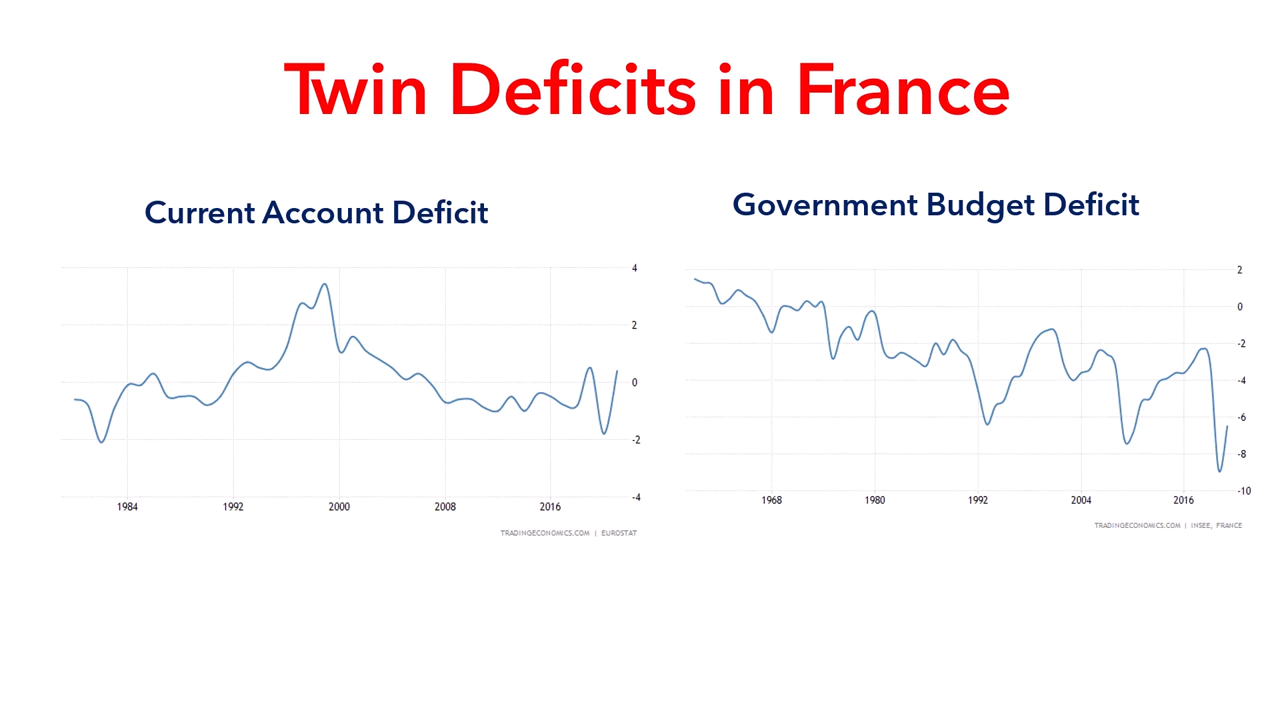 Twin Deficits in France
Current Account Deficit
4
2
0
-2
-4
1984 1992 2000 2008 2016
TRADINGECONOMICS.COM | EUROSTAT
Government Budget Deficit
2
0
-2
-4
-6
-8
-10
1968 1980 1992 2004 2016
TRADINGECONOMICS.COM | INSEE, FRANCE